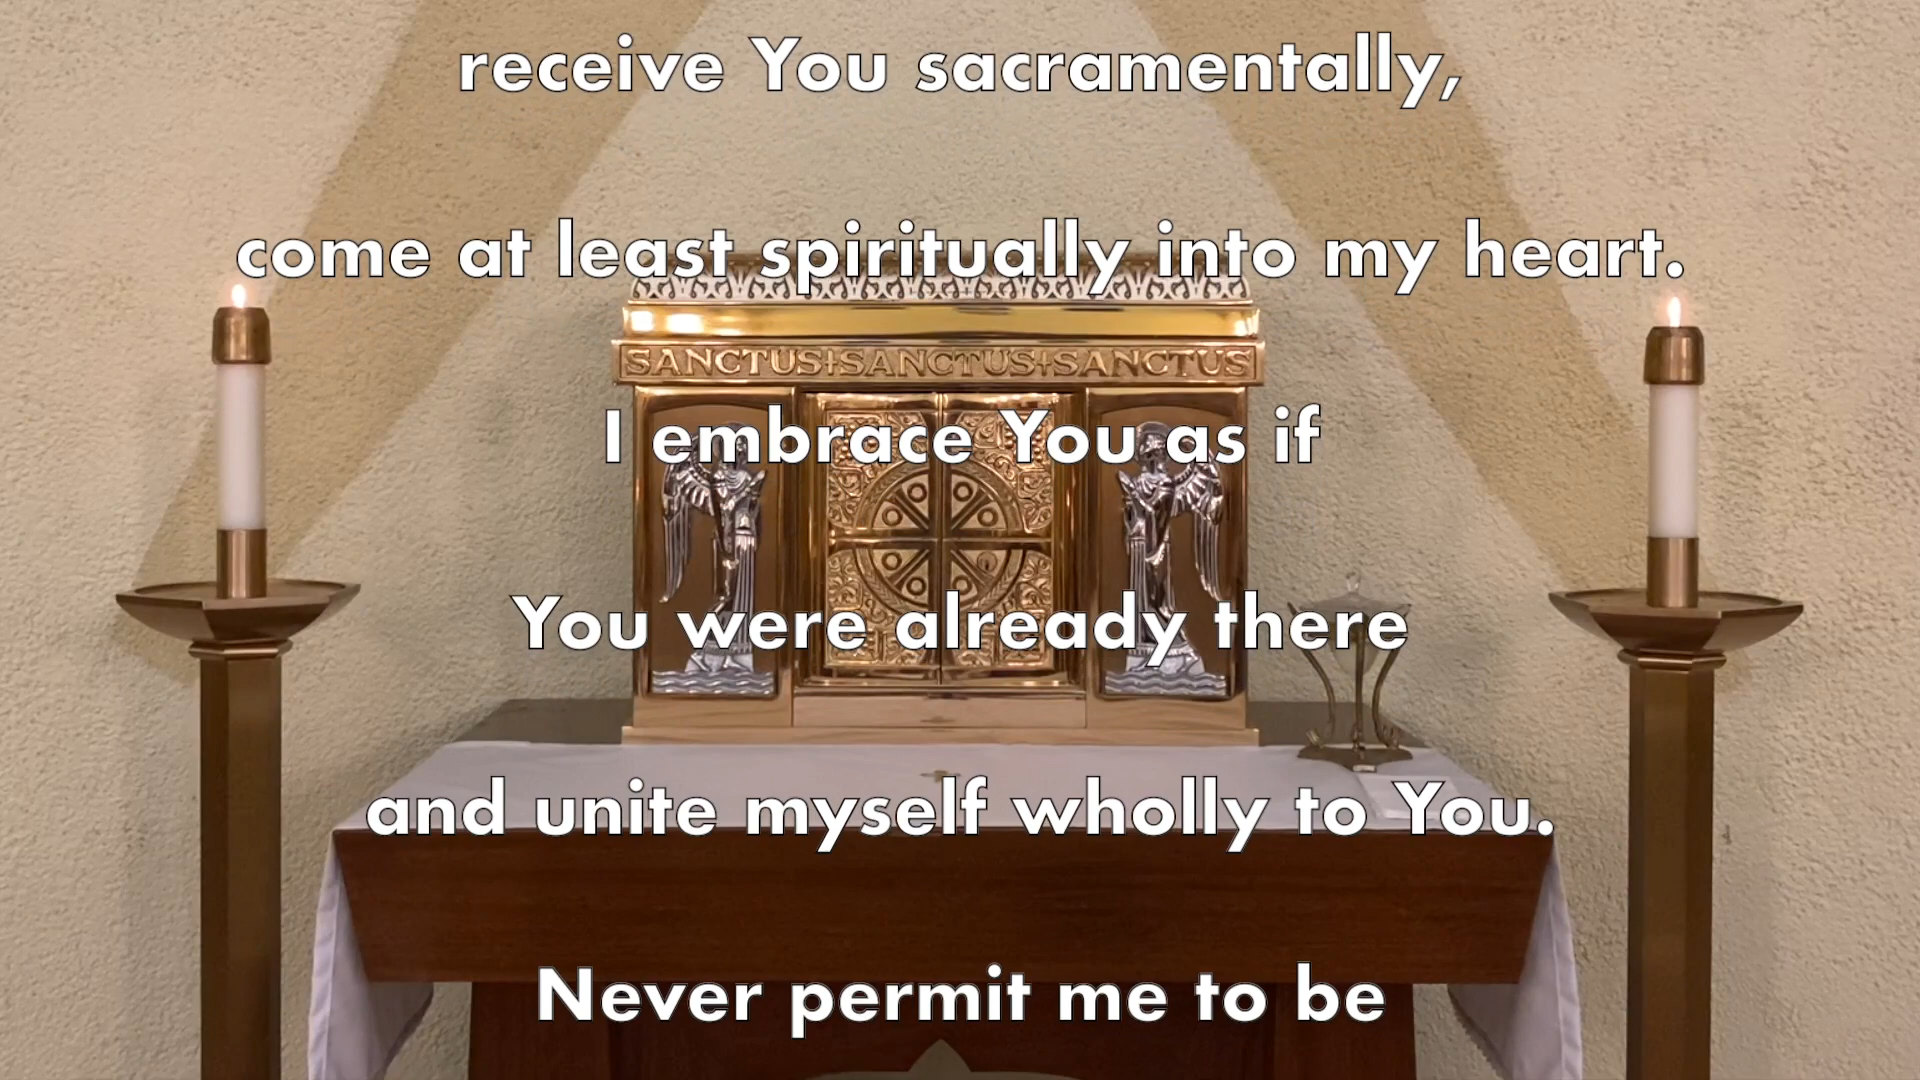 receive You sacramentally,
come at least spiritually into my heart.
SANCTUS+SANCTUS+SANCTUS
I embrace You as if
You were already there
and unite myself wholly to You.
Never permit me to be